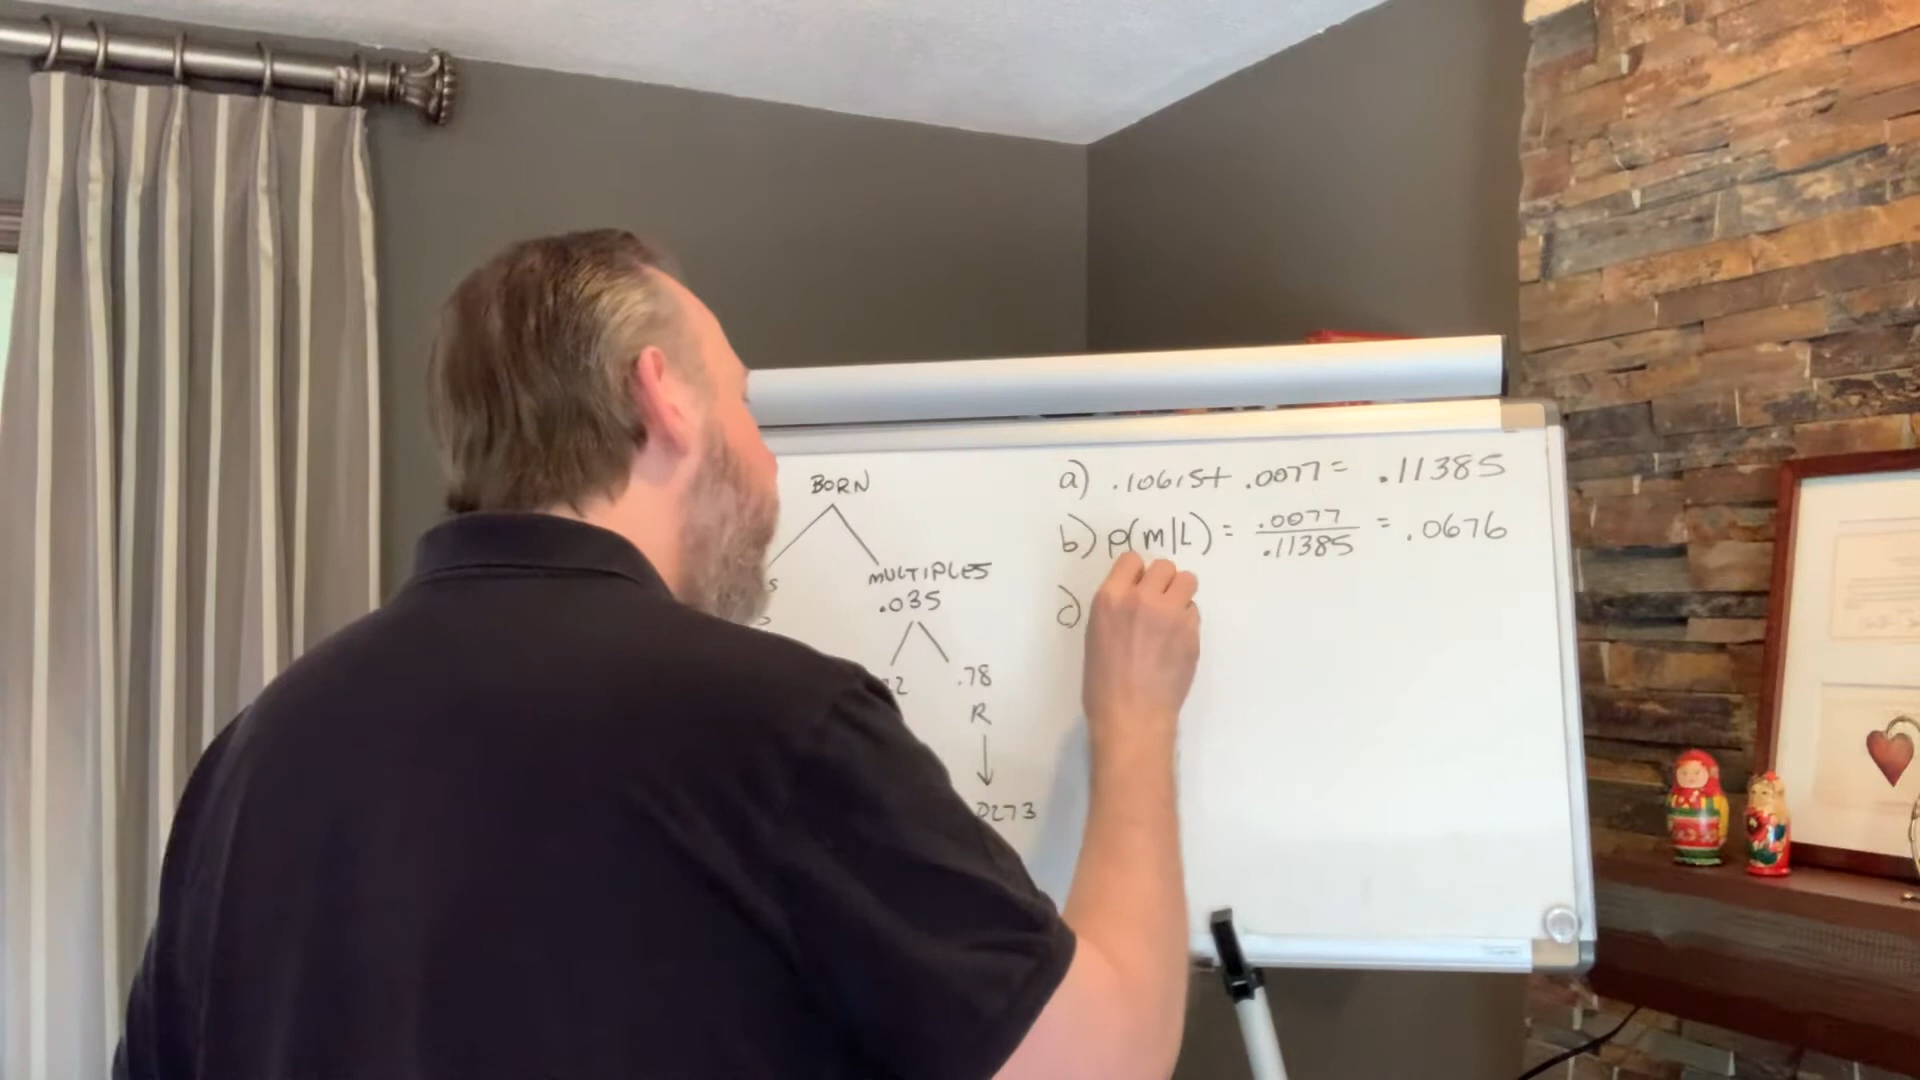 BORN
MULTIPLES
.035
.78
R
0273
a) .10615+ .0077 = .11385
b) P(M|L) = .0077 / .11385 = .0676
c)